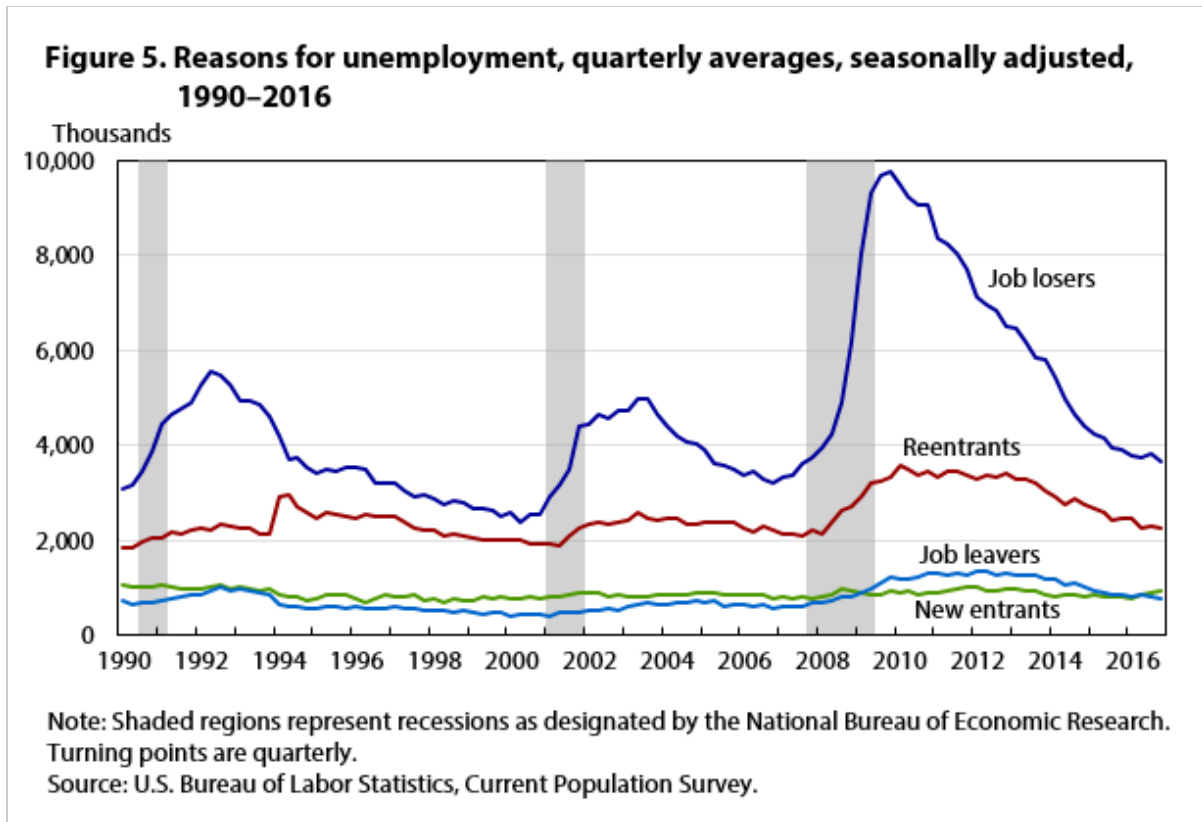 Figure 5. Reasons for unemployment, quarterly averages, seasonally adjusted,
1990–2016
Thousands
10,000
8,000
Job losers
6,000
4,000
Reentrants
2,000
Job leavers
New entrants
0
1990 1992 1994 1996 1998 2000 2002 2004 2006 2008 2010 2012 2014 2016
Note: Shaded regions represent recessions as designated by the National Bureau of Economic Research.
Turning points are quarterly.
Source: U.S. Bureau of Labor Statistics, Current Population Survey.